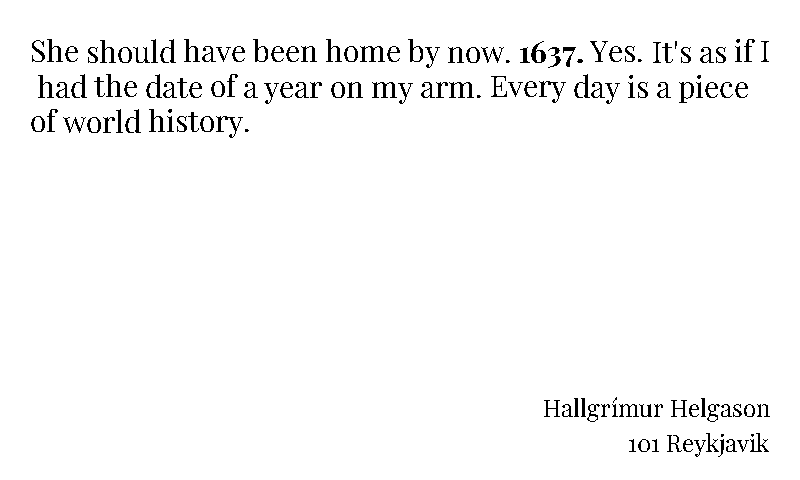 She should have been home by now. 1637. Yes. It's as if I
had the date of a year on my arm. Every day is a piece
of world history.
Hallgrímur Helgason
101 Reykjavik